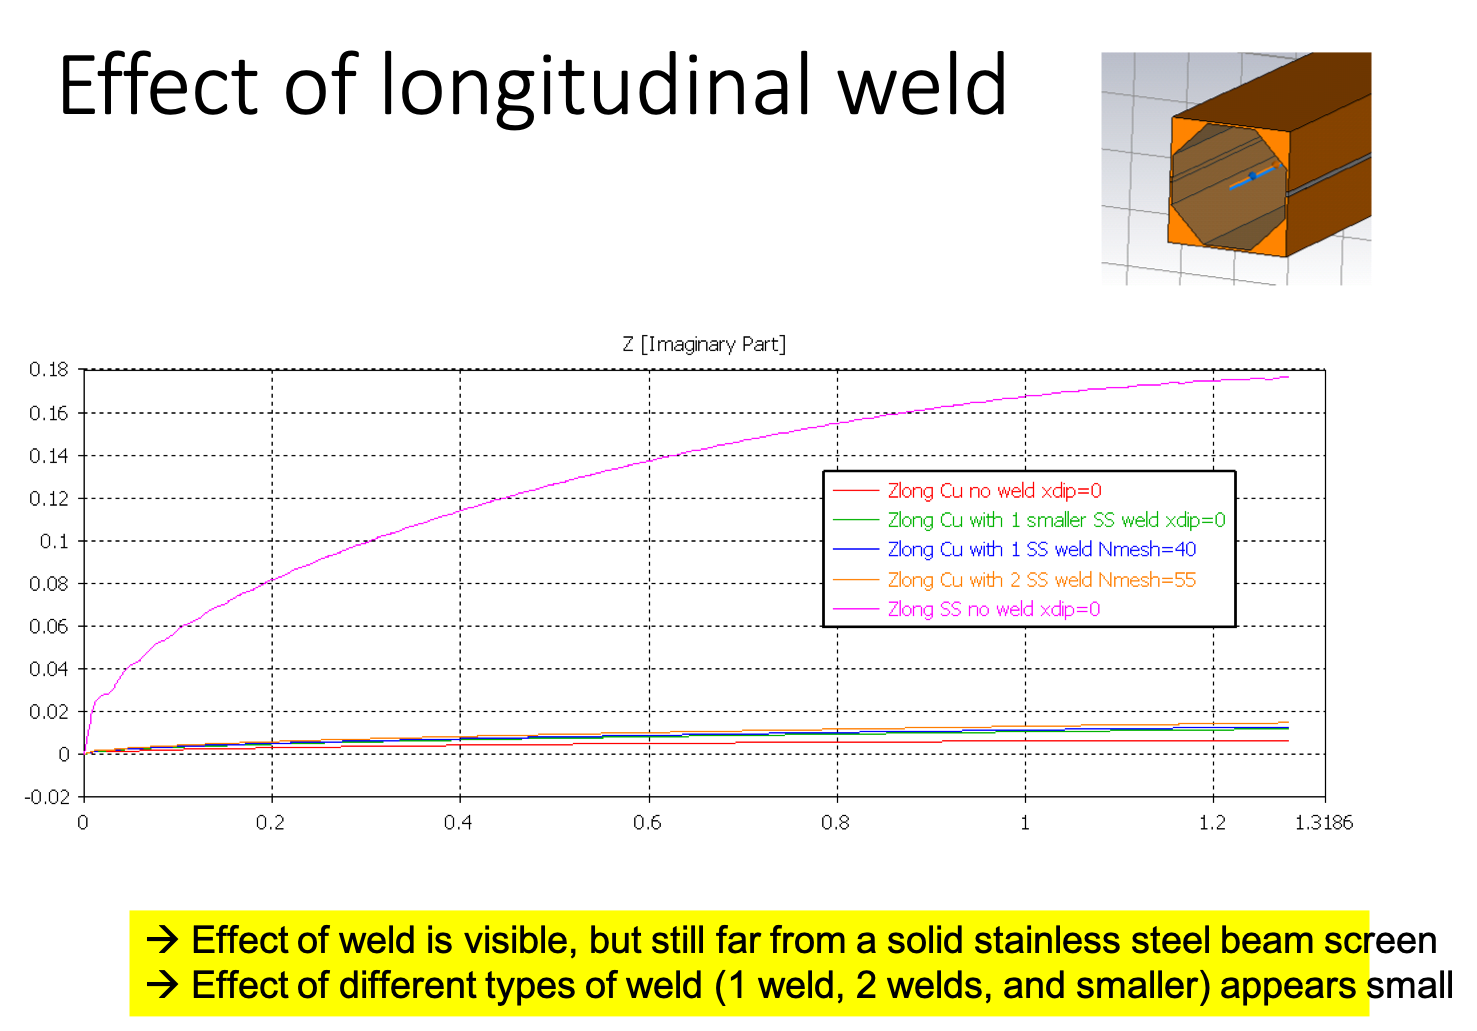 Effect of longitudinal weld
Z [Imaginary Part]
0.18
0.16
0.14
0.12
0.1
0.08
0.06
0.04
0.02
0
-0.02
Zlong Cu no weld xdip=0
Zlong Cu with 1 smaller SS weld xdip=0
Zlong Cu with 1 SS weld Nmesh=40
Zlong Cu with 2 SS weld Nmesh=55
Zlong SS no weld xdip=0
0 0.2 0.4 0.6 0.8 1 1.2 1.3186
→ Effect of weld is visible, but still far from a solid stainless steel beam screen
→ Effect of different types of weld (1 weld, 2 welds, and smaller) appears small